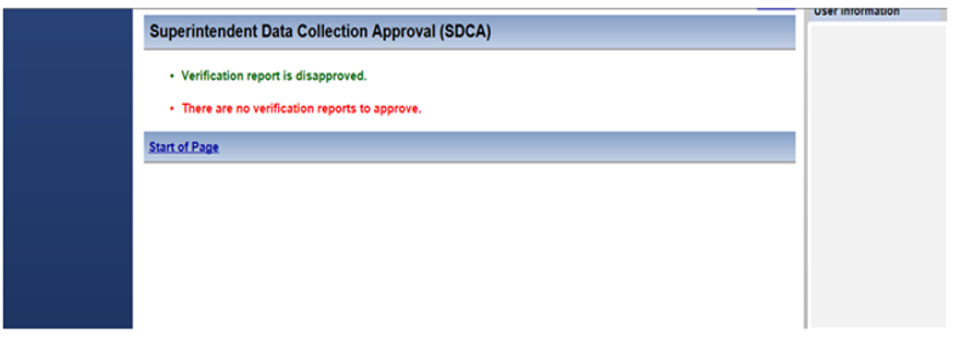 User Information
Superintendent Data Collection Approval (SDCA)
• Verification report is disapproved.
• There are no verification reports to approve.
Start of Page